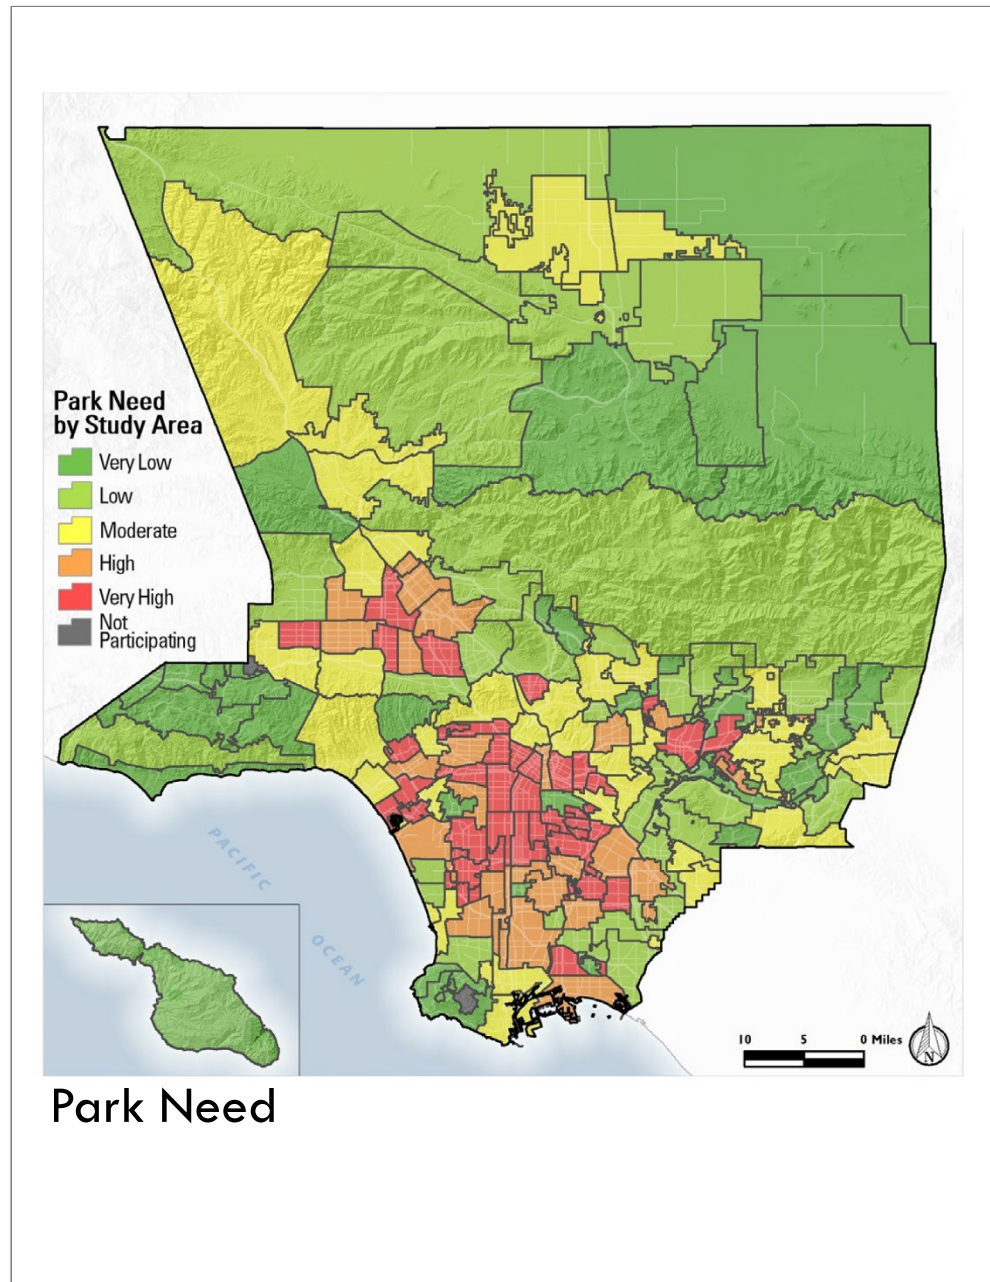 Park Need
by Study Area
Very Low
Low
Moderate
High
Very High
Not
Participating
PACIFIC
OCEAN
10 5 0 Miles
N
Park Need